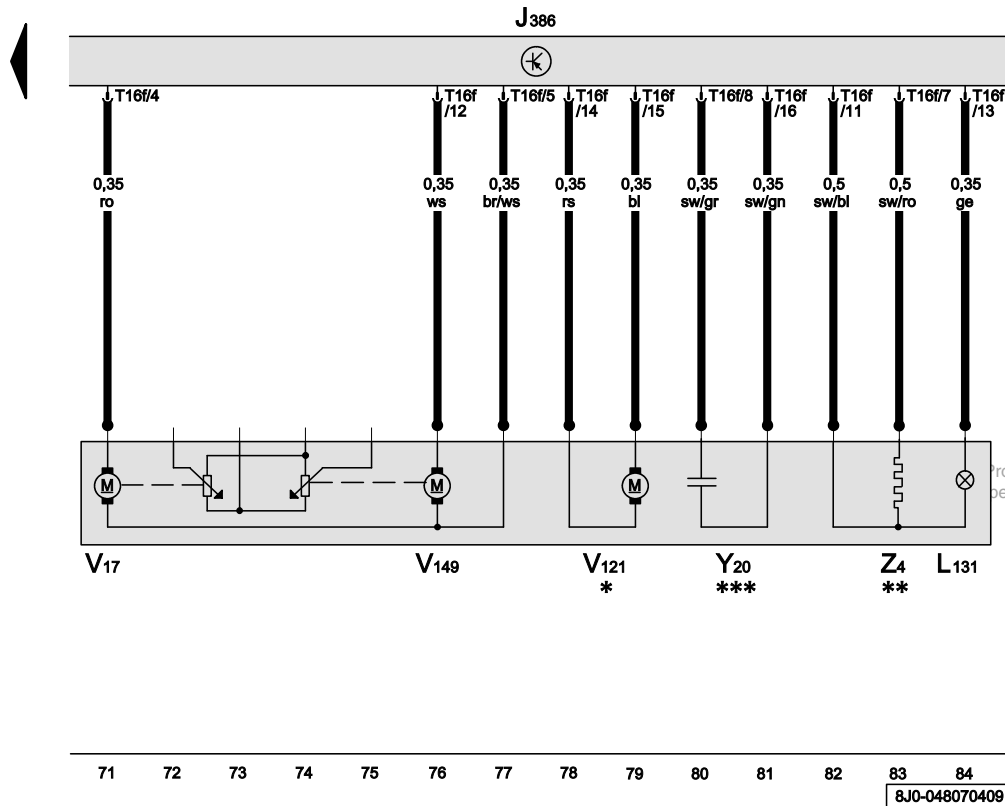 J386
T16f/4
T16f
/12
T16f/5
T16f
/14
T16f
/15
T16f/8
T16f
/16
T16f
/11
T16f/7
T16f
/13
0,35
ro
0,35
ws
0,35
br/ws
0,35
rs
0,35
bl
0,35
sw/gr
0,35
sw/gn
0,5
sw/bl
0,5
sw/ro
0,35
ge
M
M
M
V17
V149
V121
*
Y20
***
Z4
**
L131
71 72 73 74 75 76 77 78 79 80 81 82 83 84
8J0-048070409